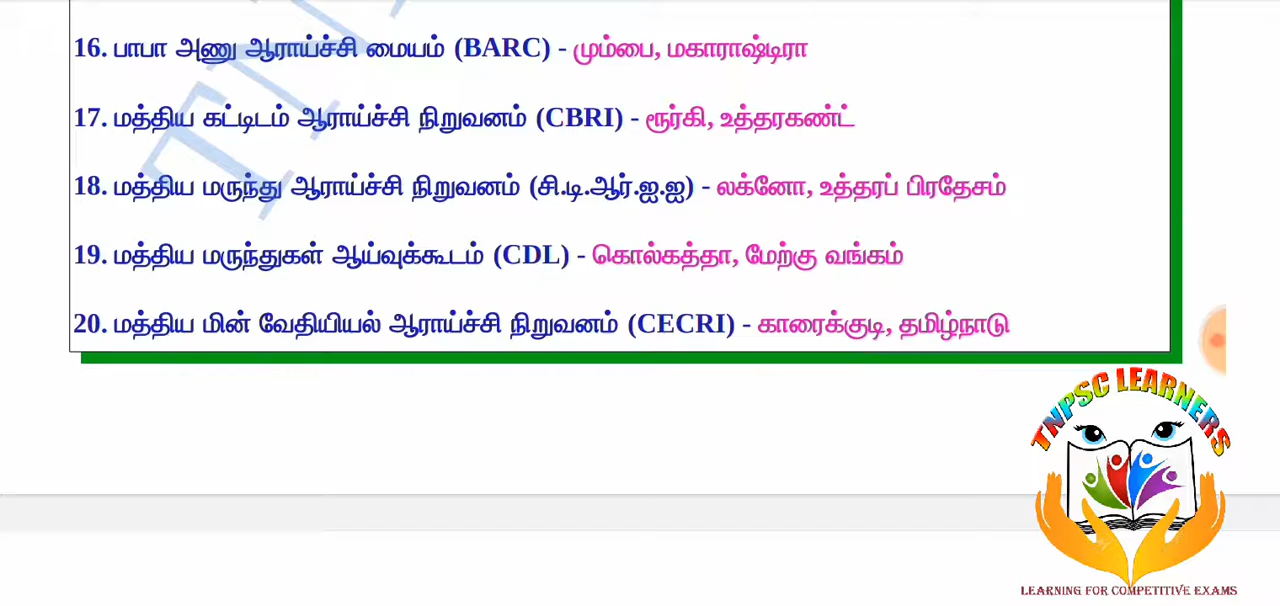 16. பாபா அணு ஆராய்ச்சி மையம் (BARC) - மும்பை, மகாராஷ்டிரா
17. மத்திய கட்டிடம் ஆராய்ச்சி நிறுவனம் (CBRI) - ரூர்கி, உத்தரகண்ட்
18. மத்திய மருந்து ஆராய்ச்சி நிறுவனம் (சி.டி.ஆர்.ஐ.ஐ) - லக்னோ, உத்தரப் பிரதேசம்
19. மத்திய மருந்துகள் ஆய்வுக்கூடம் (CDL) - கொல்கத்தா, மேற்கு வங்கம்
20. மத்திய மின் வேதியியல் ஆராய்ச்சி நிறுவனம் (CECRI) - காரைக்குடி, தமிழ்நாடு
TNPSC LEARNERS
LEARNING FOR COMPETITIVE EXAMS